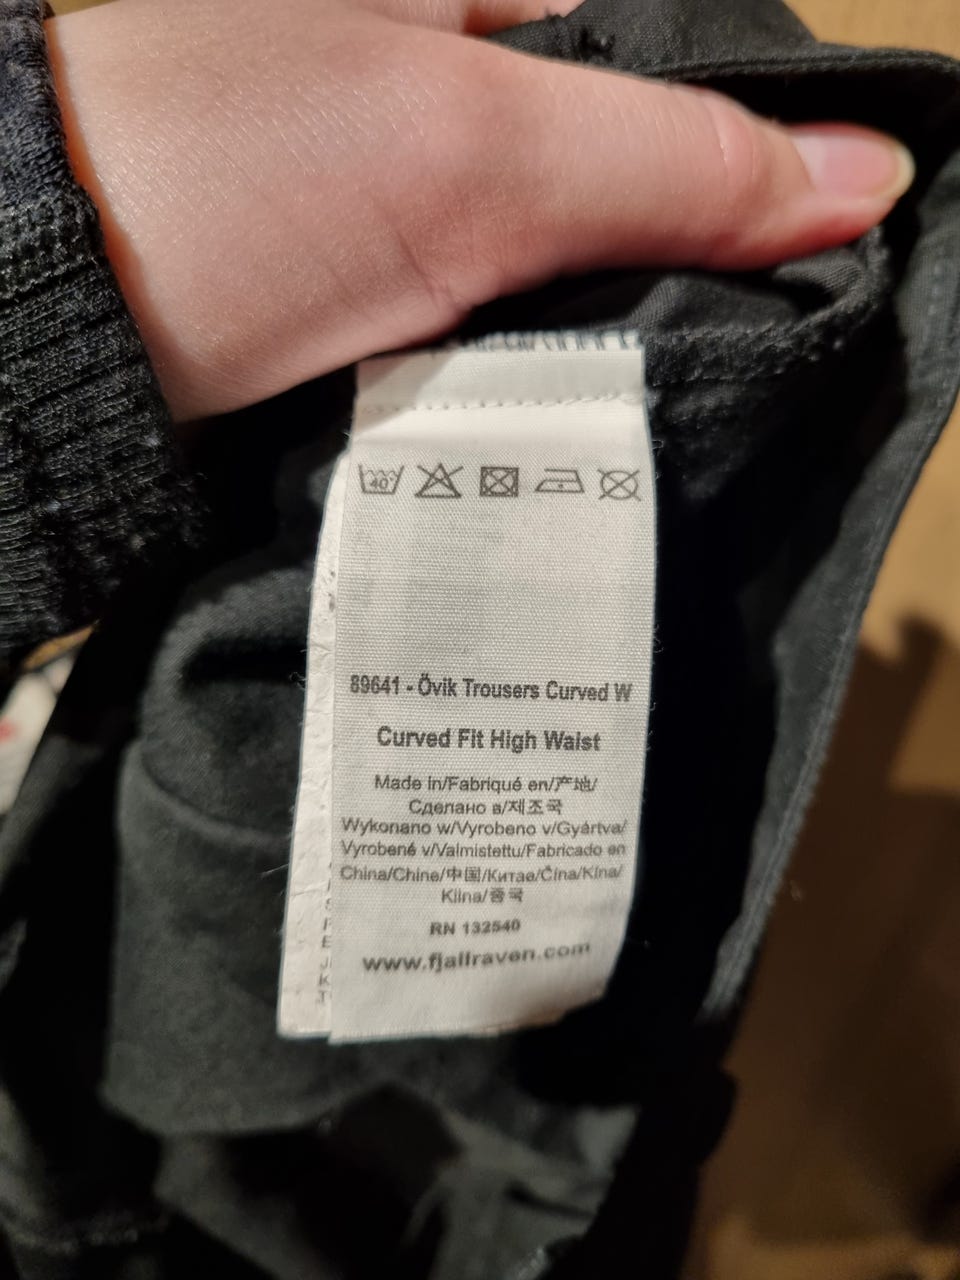 40°
89641 - Övik Trousers Curved W
Curved Fit High Waist
Made in/Fabriqué en/产地/
Сделано в/제조국
Wykonano w/Vyrobeno v/Gyártva/
Vyrobené v/Valmistettu/Fabricado en
China/Chine/中国/Китае/Čína/Kína/
Kiina/중국
RN 132540
www.fjallraven.com